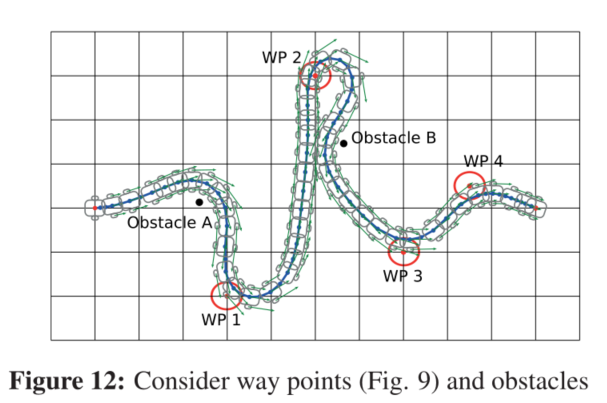 WP 2
Obstacle B
WP 4
Obstacle A
WP 3
WP 1
Figure 12: Consider way points (Fig. 9) and obstacles